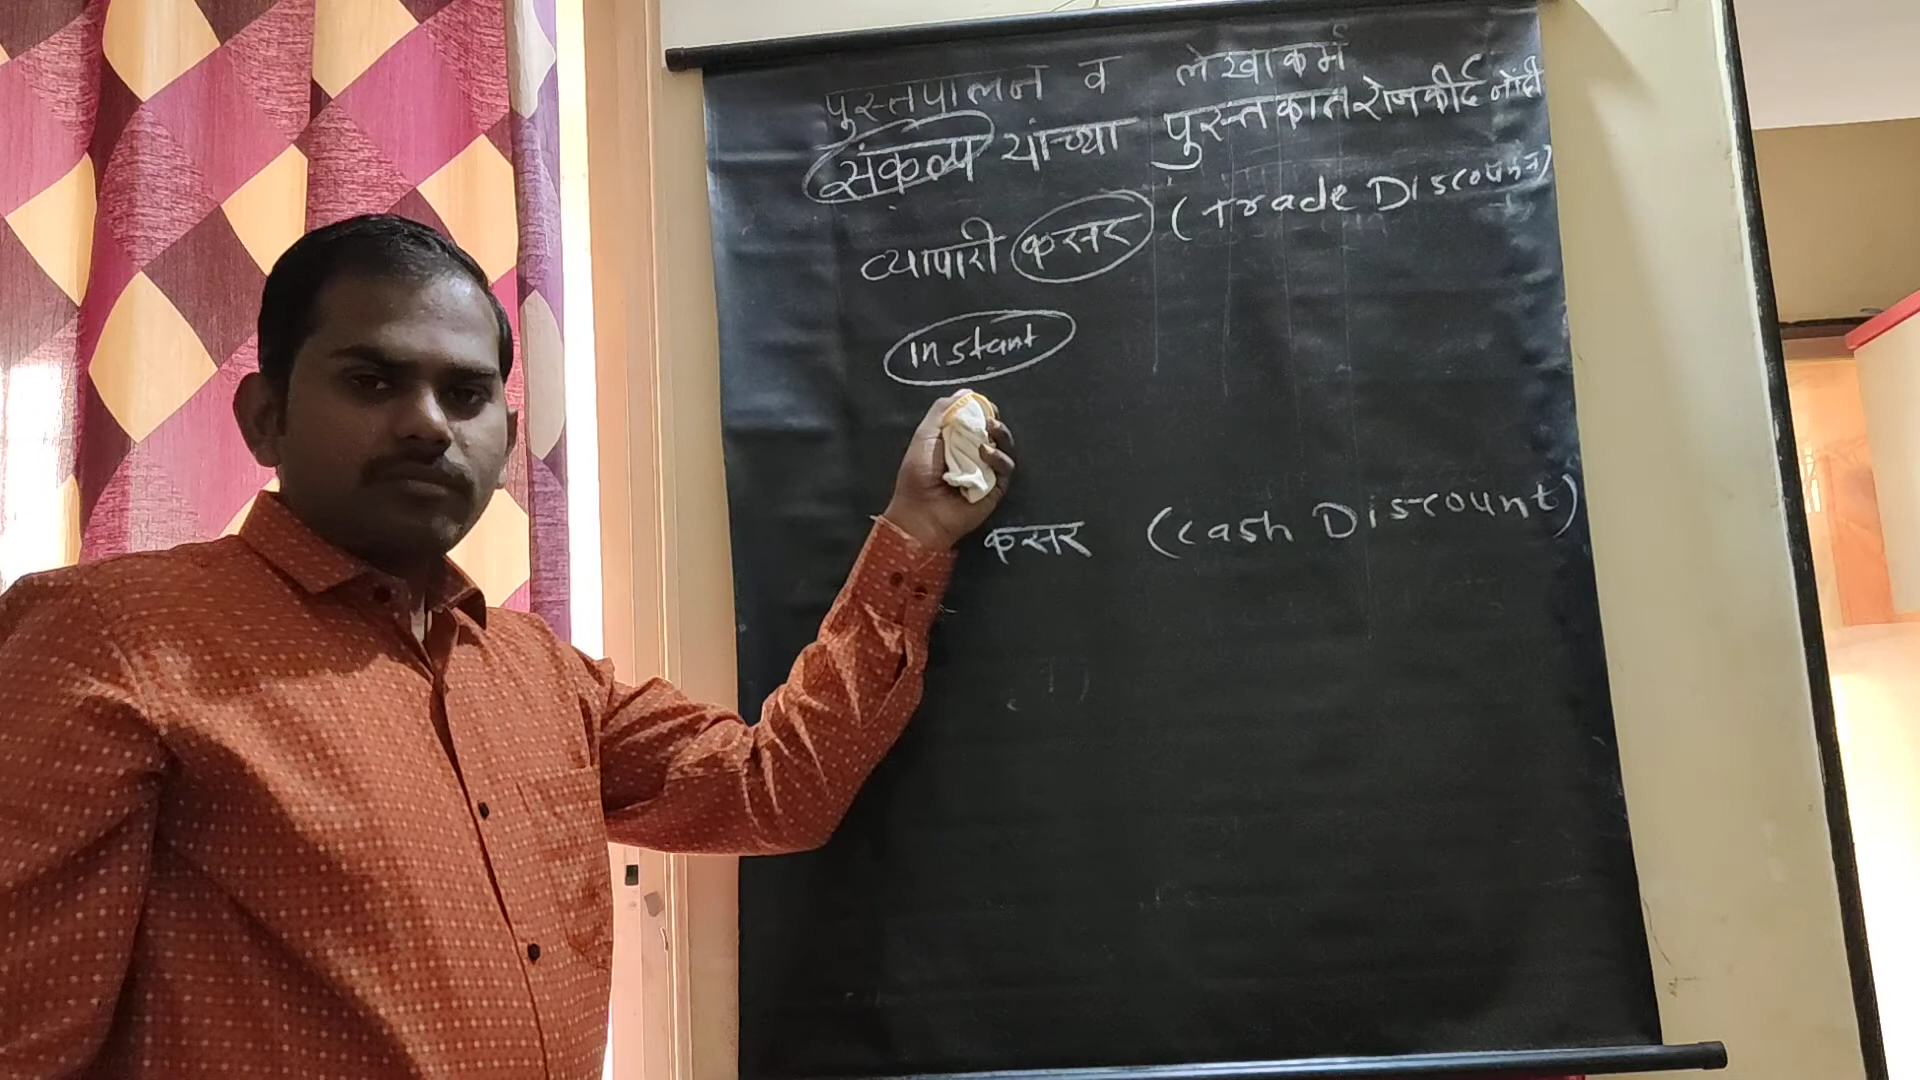 पुस्तपालन व लेखाकर्म
संकल्प यांच्या पुस्तकात रोजकीर्द नोंदी
व्यापारी कसर (Trade Discount)
Instant
कसर (Cash Discount)